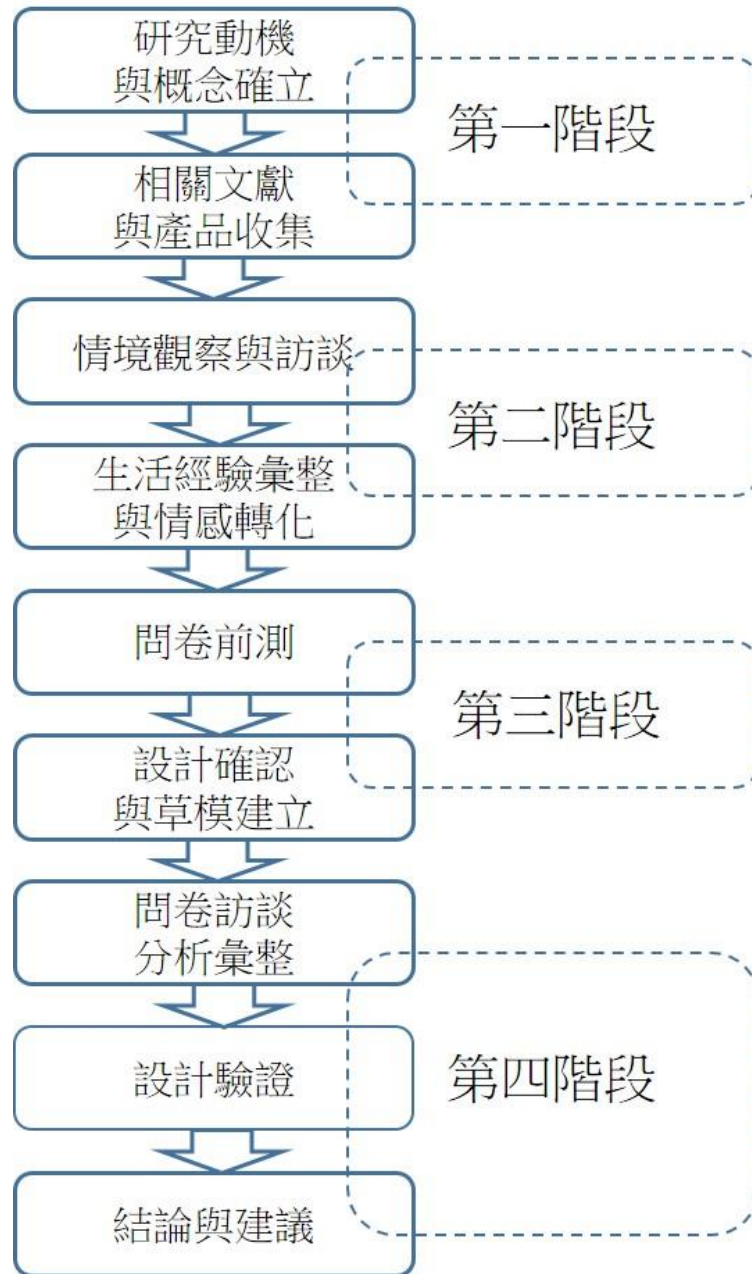 研究動機
與概念確立
第一階段
相關文獻
與產品收集
情境觀察與訪談
第二階段
生活經驗彙整
與情感轉化
問卷前測
第三階段
設計確認
與草模建立
問卷訪談
分析彙整
設計驗證
第四階段
結論與建議